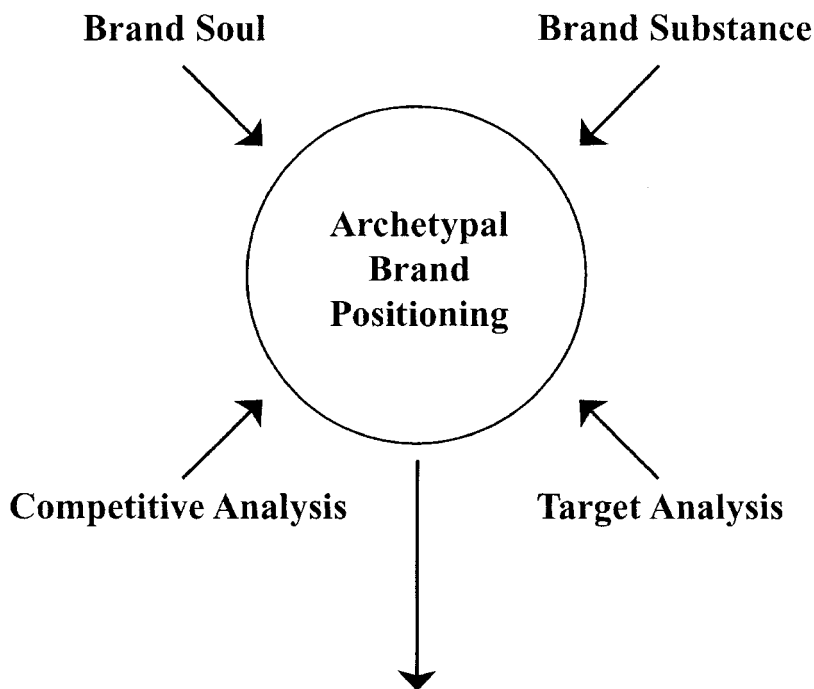 Brand Soul
Brand Substance
Archetypal
Brand
Positioning
Competitive Analysis
Target Analysis